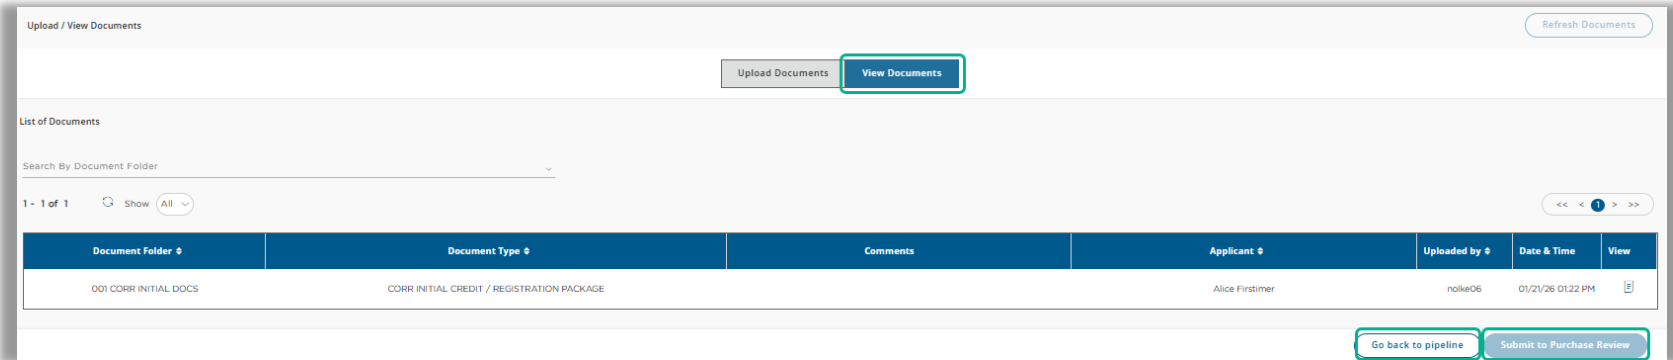 Upload / View Documents
Refresh Documents
Upload Documents
View Documents
List of Documents
Search By Document Folder
1 - 1 of 1
Show
All
<< < 1 > >>
Document Folder
Document Type
Comments
Applicant
Uploaded by
Date & Time
View
001 CORR INITIAL DOCS
CORR INITIAL CREDIT / REGISTRATION PACKAGE
Alice Firstimer
nolke06
01/21/26 01:22 PM
Go back to pipeline
Submit to Purchase Review